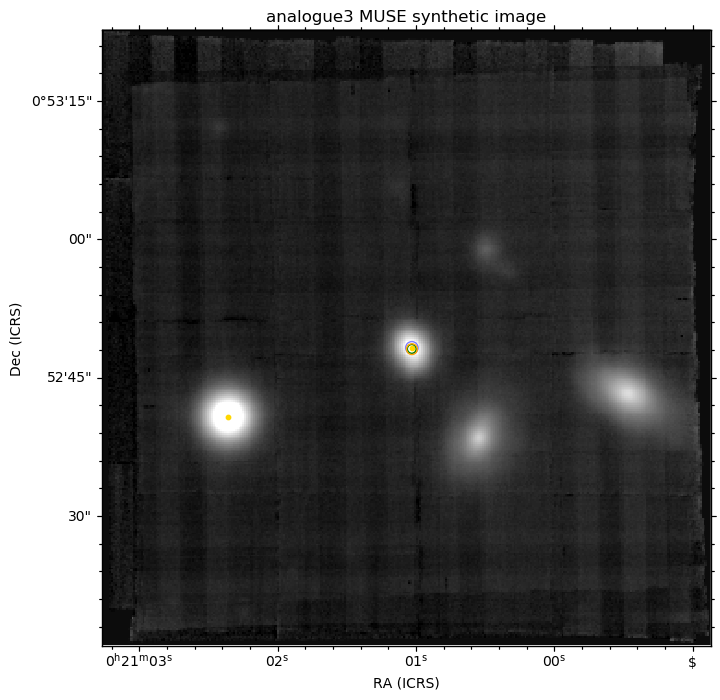 analogue3 MUSE synthetic image
0°53'15"
00"
52'45"
30"
Dec (ICRS)
0ʰ21ᵐ03ˢ 02ˢ 01ˢ 00ˢ $
RA (ICRS)